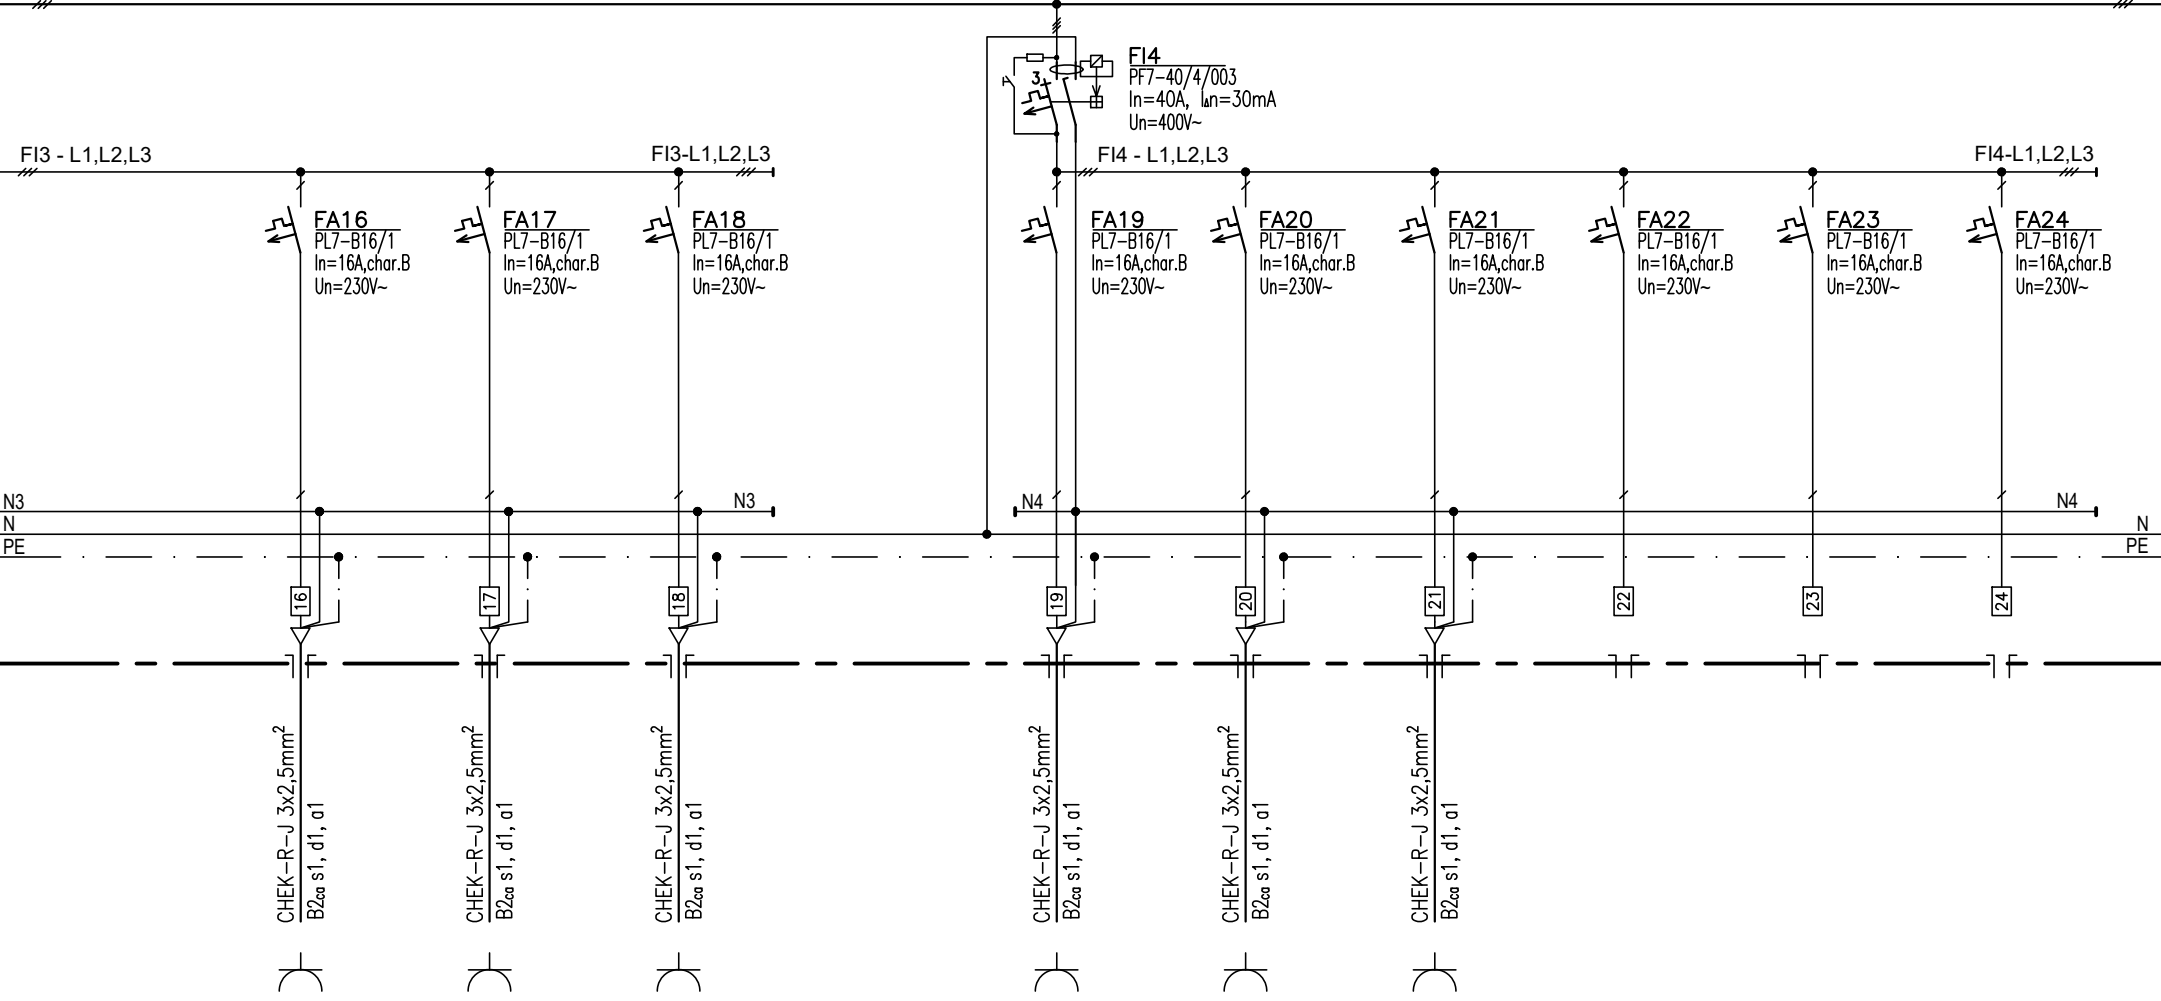 FI4
PF7-40/4/003
In=40A, IΔn=30mA
Un=400V~
3
FI3 - L1,L2,L3
FI3-L1,L2,L3
FI4 - L1,L2,L3
FI4-L1,L2,L3
FA16
PL7-B16/1
In=16A,char.B
Un=230V~
FA17
PL7-B16/1
In=16A,char.B
Un=230V~
FA18
PL7-B16/1
In=16A,char.B
Un=230V~
FA19
PL7-B16/1
In=16A,char.B
Un=230V~
FA20
PL7-B16/1
In=16A,char.B
Un=230V~
FA21
PL7-B16/1
In=16A,char.B
Un=230V~
FA22
PL7-B16/1
In=16A,char.B
Un=230V~
FA23
PL7-B16/1
In=16A,char.B
Un=230V~
FA24
PL7-B16/1
In=16A,char.B
Un=230V~
N3
N3
N4
N4
N
N
PE
PE
16
17
18
19
20
21
22
23
24
CHEK-R-J 3x2,5mm²
B2ca s1, d1, a1
CHEK-R-J 3x2,5mm²
B2ca s1, d1, a1
CHEK-R-J 3x2,5mm²
B2ca s1, d1, a1
CHEK-R-J 3x2,5mm²
B2ca s1, d1, a1
CHEK-R-J 3x2,5mm²
B2ca s1, d1, a1
CHEK-R-J 3x2,5mm²
B2ca s1, d1, a1